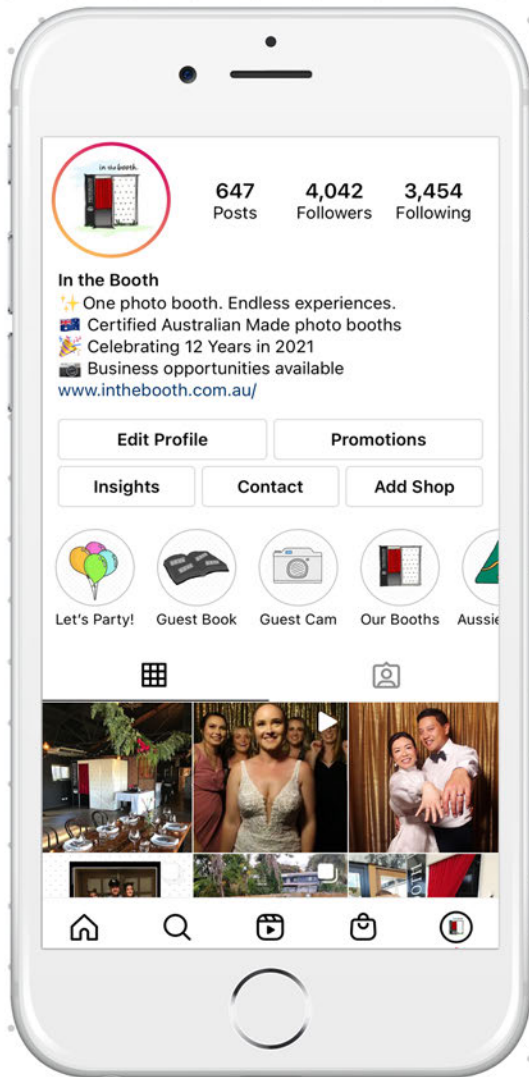 in the booth
647 4,042 3,454
Posts Followers Following
In the Booth
One photo booth. Endless experiences.
Certified Australian Made photo booths
Celebrating 12 Years in 2021
Business opportunities available
www.inthebooth.com.au/
Edit Profile Promotions
Insights Contact Add Shop
Let's Party! Guest Book Guest Cam Our Booths Aussie